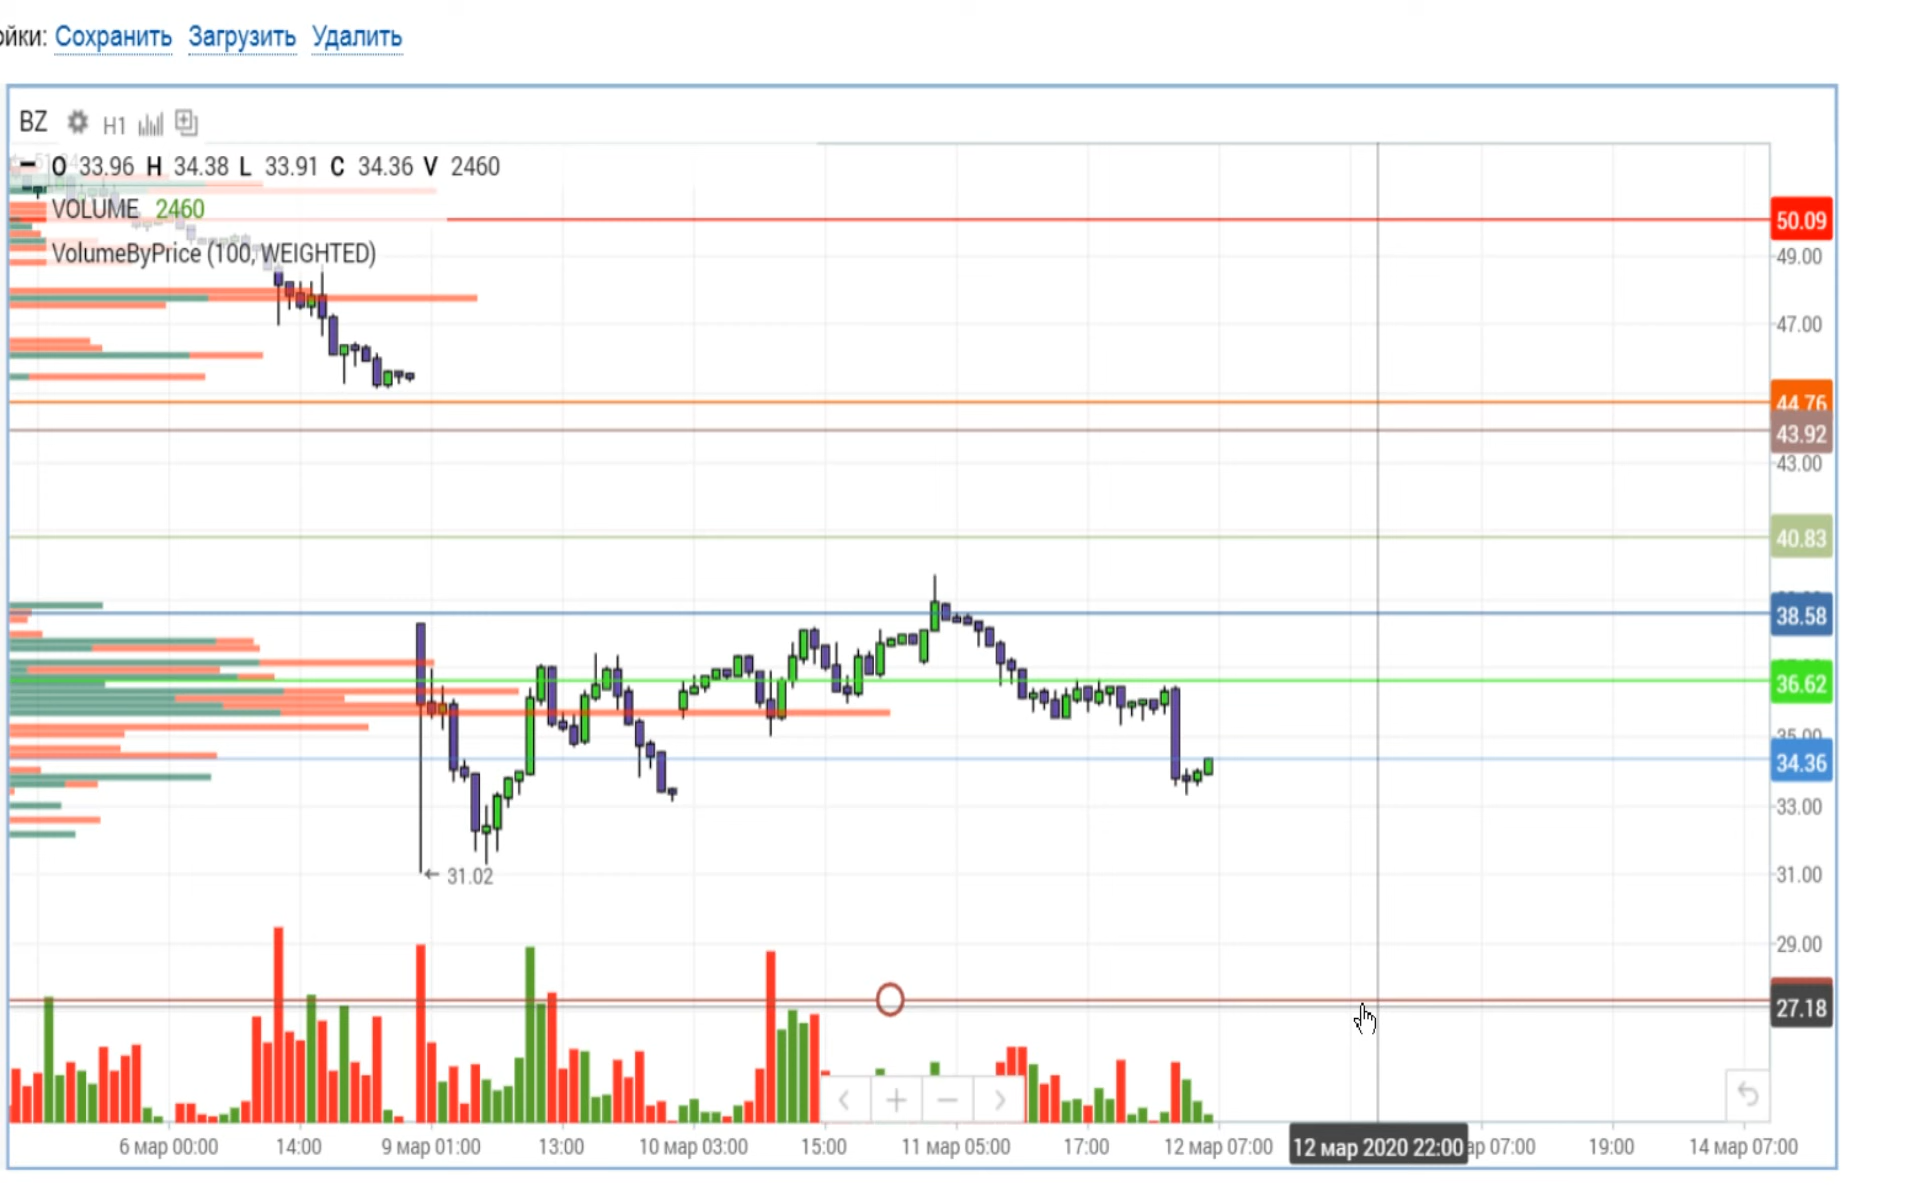 ойки: Сохранить Загрузить Удалить
BZ H1
O 33.96 H 34.38 L 33.91 C 34.36 V 2460
VOLUME 2460
VolumeByPrice (100, WEIGHTED)
50.09
49.00
47.00
44.76
43.92
43.00
40.83
38.58
36.62
35.00
34.36
33.00
← 31.02
31.00
29.00
27.18
6 мар 00:00 14:00 9 мар 01:00 13:00 10 мар 03:00 15:00 11 мар 05:00 17:00 12 мар 07:00 12 мар 2020 22:00 ар 07:00 19:00 14 мар 07:00